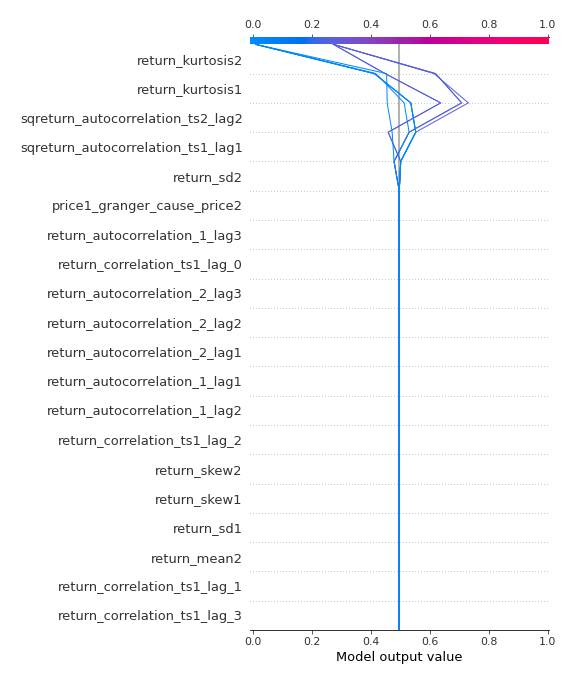 0.0 0.2 0.4 0.6 0.8 1.0
return_kurtosis2
return_kurtosis1
sqreturn_autocorrelation_ts2_lag2
sqreturn_autocorrelation_ts1_lag1
return_sd2
price1_granger_cause_price2
return_autocorrelation_1_lag3
return_correlation_ts1_lag_0
return_autocorrelation_2_lag3
return_autocorrelation_2_lag2
return_autocorrelation_2_lag1
return_autocorrelation_1_lag1
return_autocorrelation_1_lag2
return_correlation_ts1_lag_2
return_skew2
return_skew1
return_sd1
return_mean2
return_correlation_ts1_lag_1
return_correlation_ts1_lag_3
0.0 0.2 0.4 0.6 0.8 1.0
Model output value